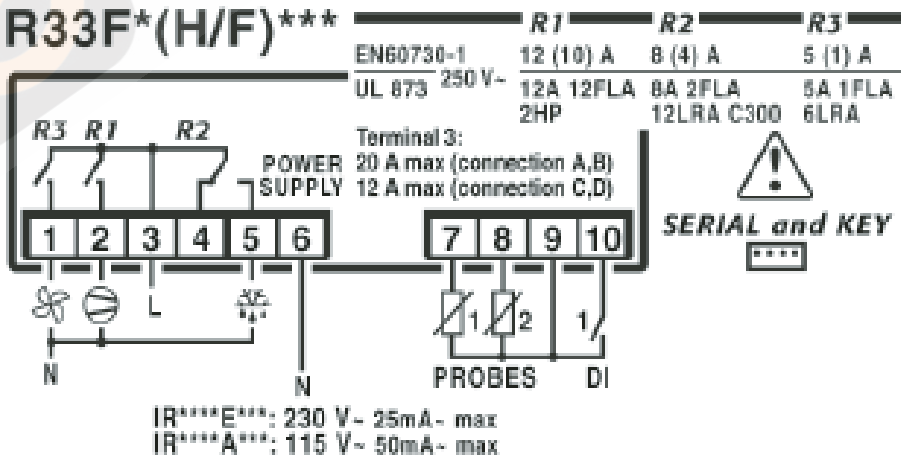 R33F*(H/F)***
R1 R2 R3
EN60730-1 12 (10) A 8 (4) A 5 (1) A
UL 873 250 V~ 12A 12FLA 8A 2FLA 5A 1FLA
2HP 12LRA C300 6LRA
R3 R1 R2
Terminal 3:
POWER SUPPLY
20 A max (connection A,B)
12 A max (connection C,D)
1 2 3 4 5 6 7 8 9 10
SERIAL and KEY
L 1 2 1
N N PROBES DI
IR****E***: 230 V~ 25mA~ max
IR****A***: 115 V~ 50mA~ max